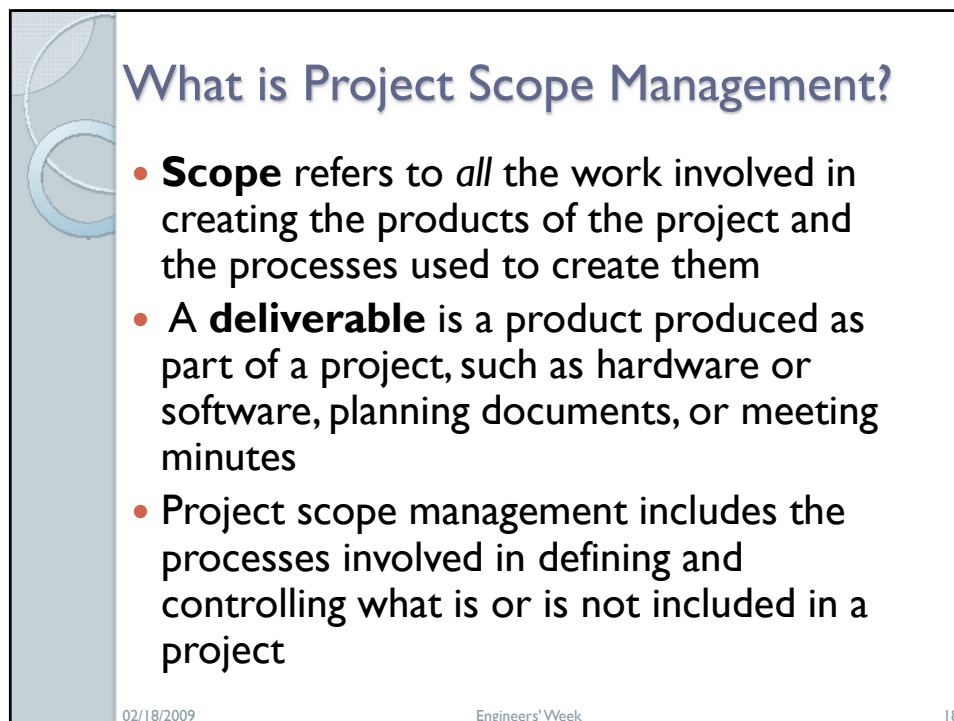 What is Project Scope Management?
• Scope refers to all the work involved in
creating the products of the project and
the processes used to create them
• A deliverable is a product produced as
part of a project, such as hardware or
software, planning documents, or meeting
minutes
• Project scope management includes the
processes involved in defining and
controlling what is or is not included in a
project
02/18/2009 Engineers' Week 18